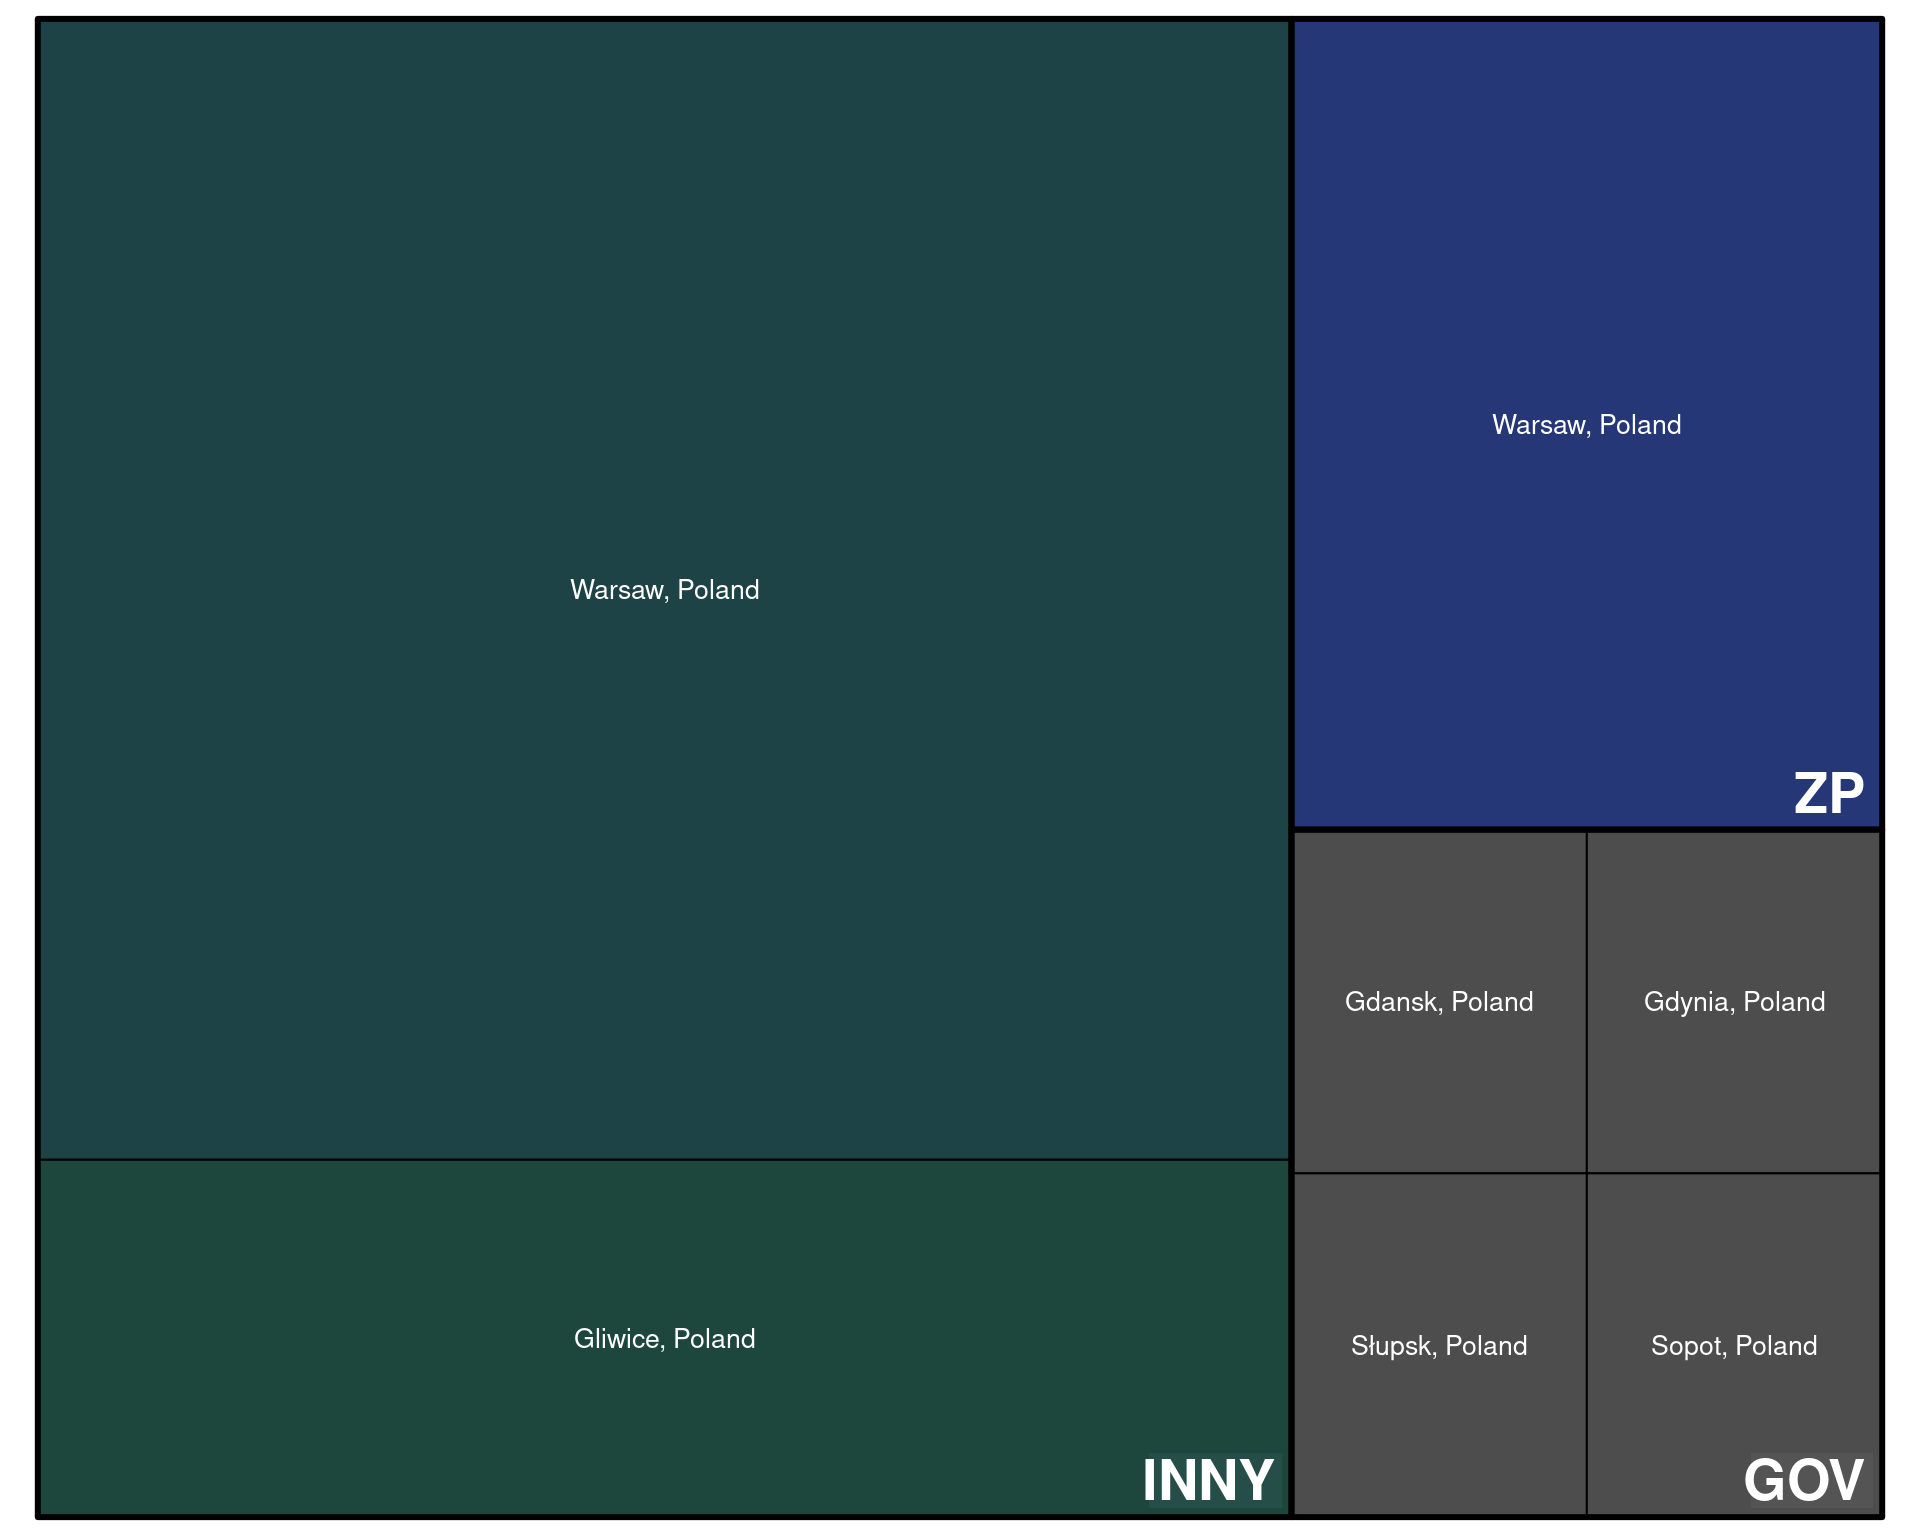 Warsaw, Poland
Gliwice, Poland
INNY
Warsaw, Poland
ZP
Gdansk, Poland
Gdynia, Poland
Słupsk, Poland
Sopot, Poland
GOV